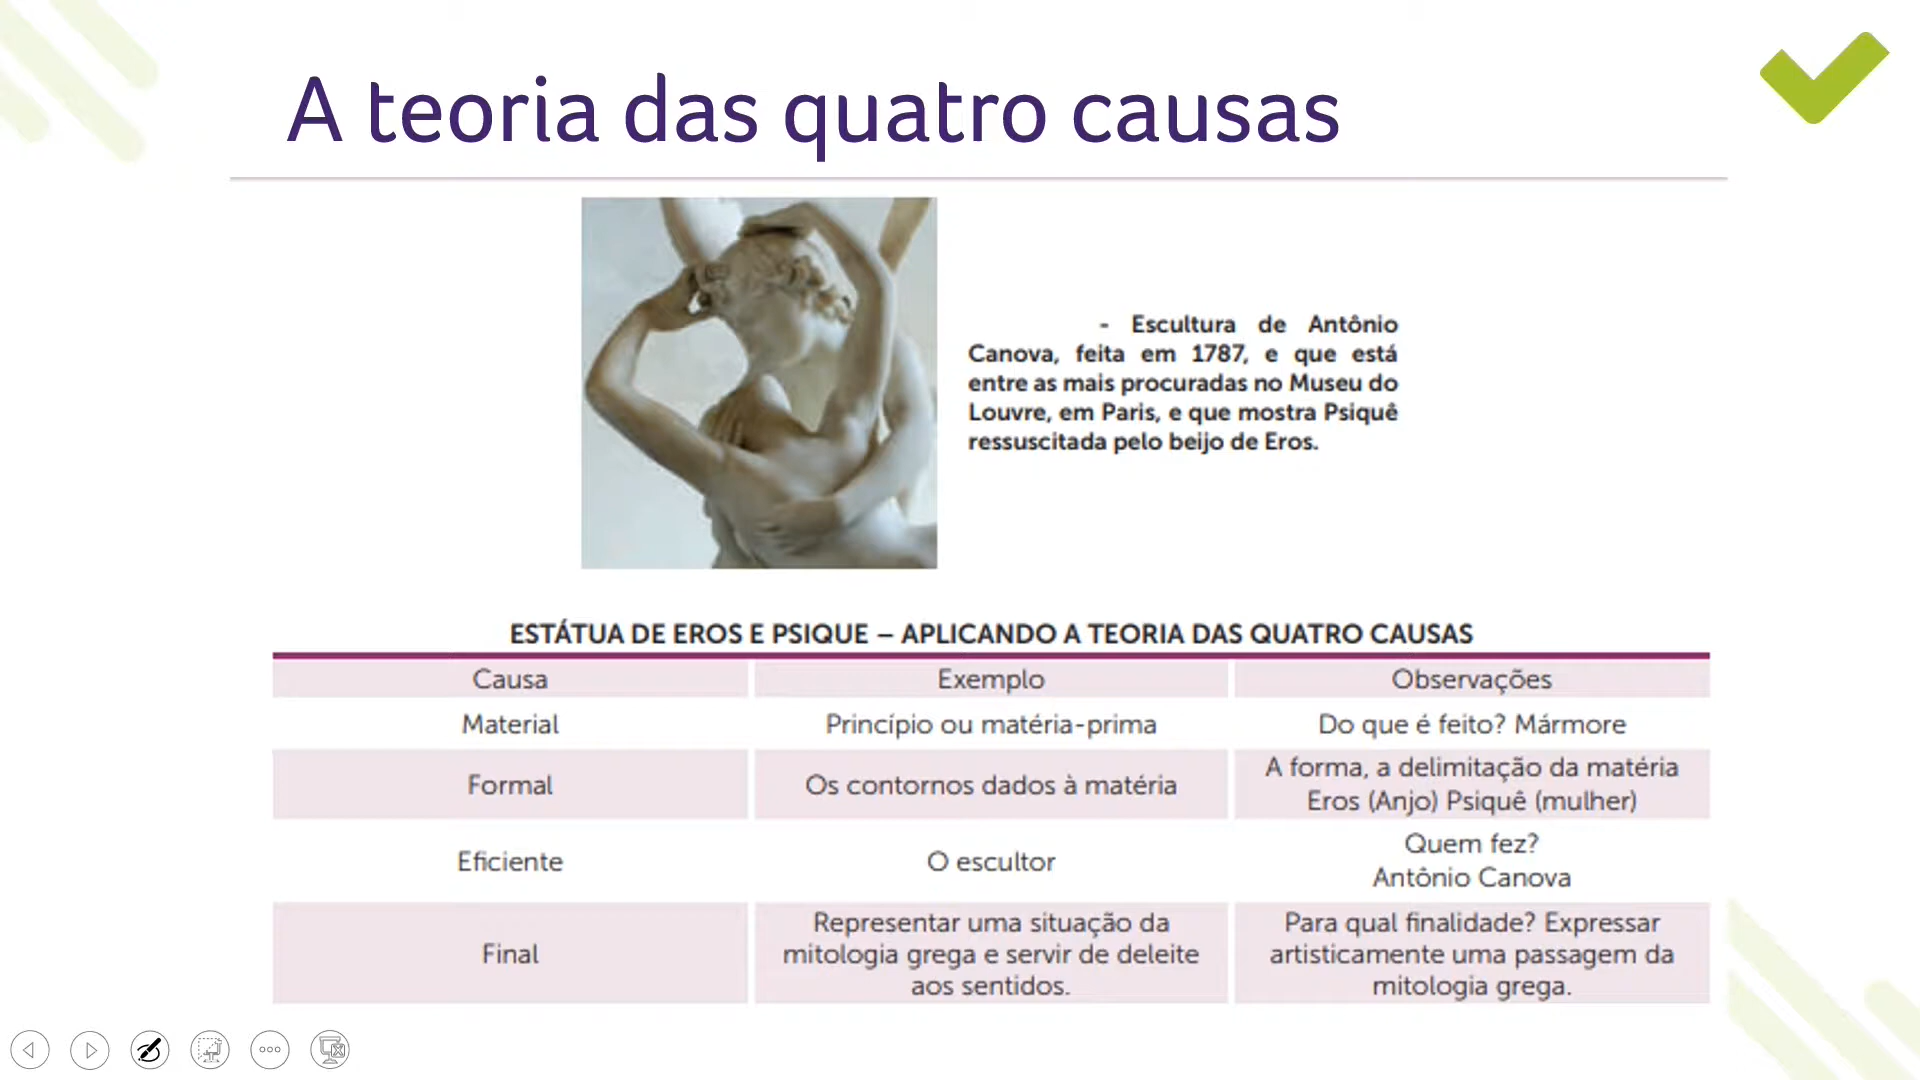 A teoria das quatro causas
- Escultura de Antônio
Canova, feita em 1787, e que está
entre as mais procuradas no Museu do
Louvre, em Paris, e que mostra Psiquê
ressuscitada pelo beijo de Eros.
ESTÁTUA DE EROS E PSIQUE – APLICANDO A TEORIA DAS QUATRO CAUSAS
Causa
Exemplo
Observações
Material
Princípio ou matéria-prima
Do que é feito? Mármore
Formal
Os contornos dados à matéria
A forma, a delimitação da matéria
Eros (Anjo) Psiquê (mulher)
Eficiente
O escultor
Quem fez?
Antônio Canova
Final
Representar uma situação da
mitologia grega e servir de deleite
aos sentidos.
Para qual finalidade? Expressar
artisticamente uma passagem da
mitologia grega.